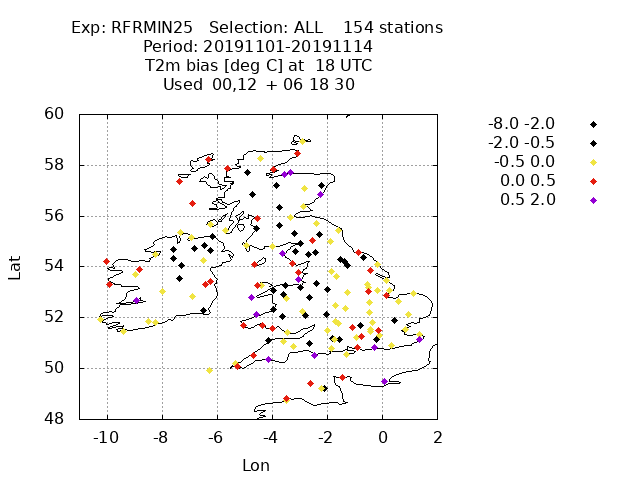 Exp: RFRMIN25   Selection: ALL    154 stations
Period: 20191101-20191114
T2m bias [deg C] at  18 UTC
Used  00,12  + 06 18 30
60
58
56
54
52
50
48
-10 -8 -6 -4 -2 0 2
Lat
Lon
-8.0 -2.0
-2.0 -0.5
-0.5 0.0
0.0 0.5
0.5 2.0